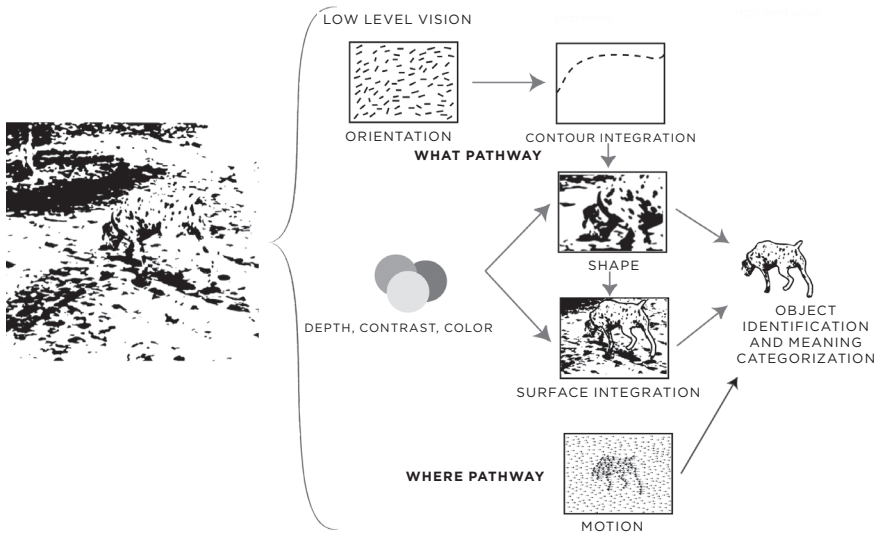 LOW LEVEL VISION
ORIENTATION
CONTOUR INTEGRATION
WHAT PATHWAY
SHAPE
DEPTH, CONTRAST, COLOR
OBJECT
IDENTIFICATION
AND MEANING
CATEGORIZATION
SURFACE INTEGRATION
WHERE PATHWAY
MOTION